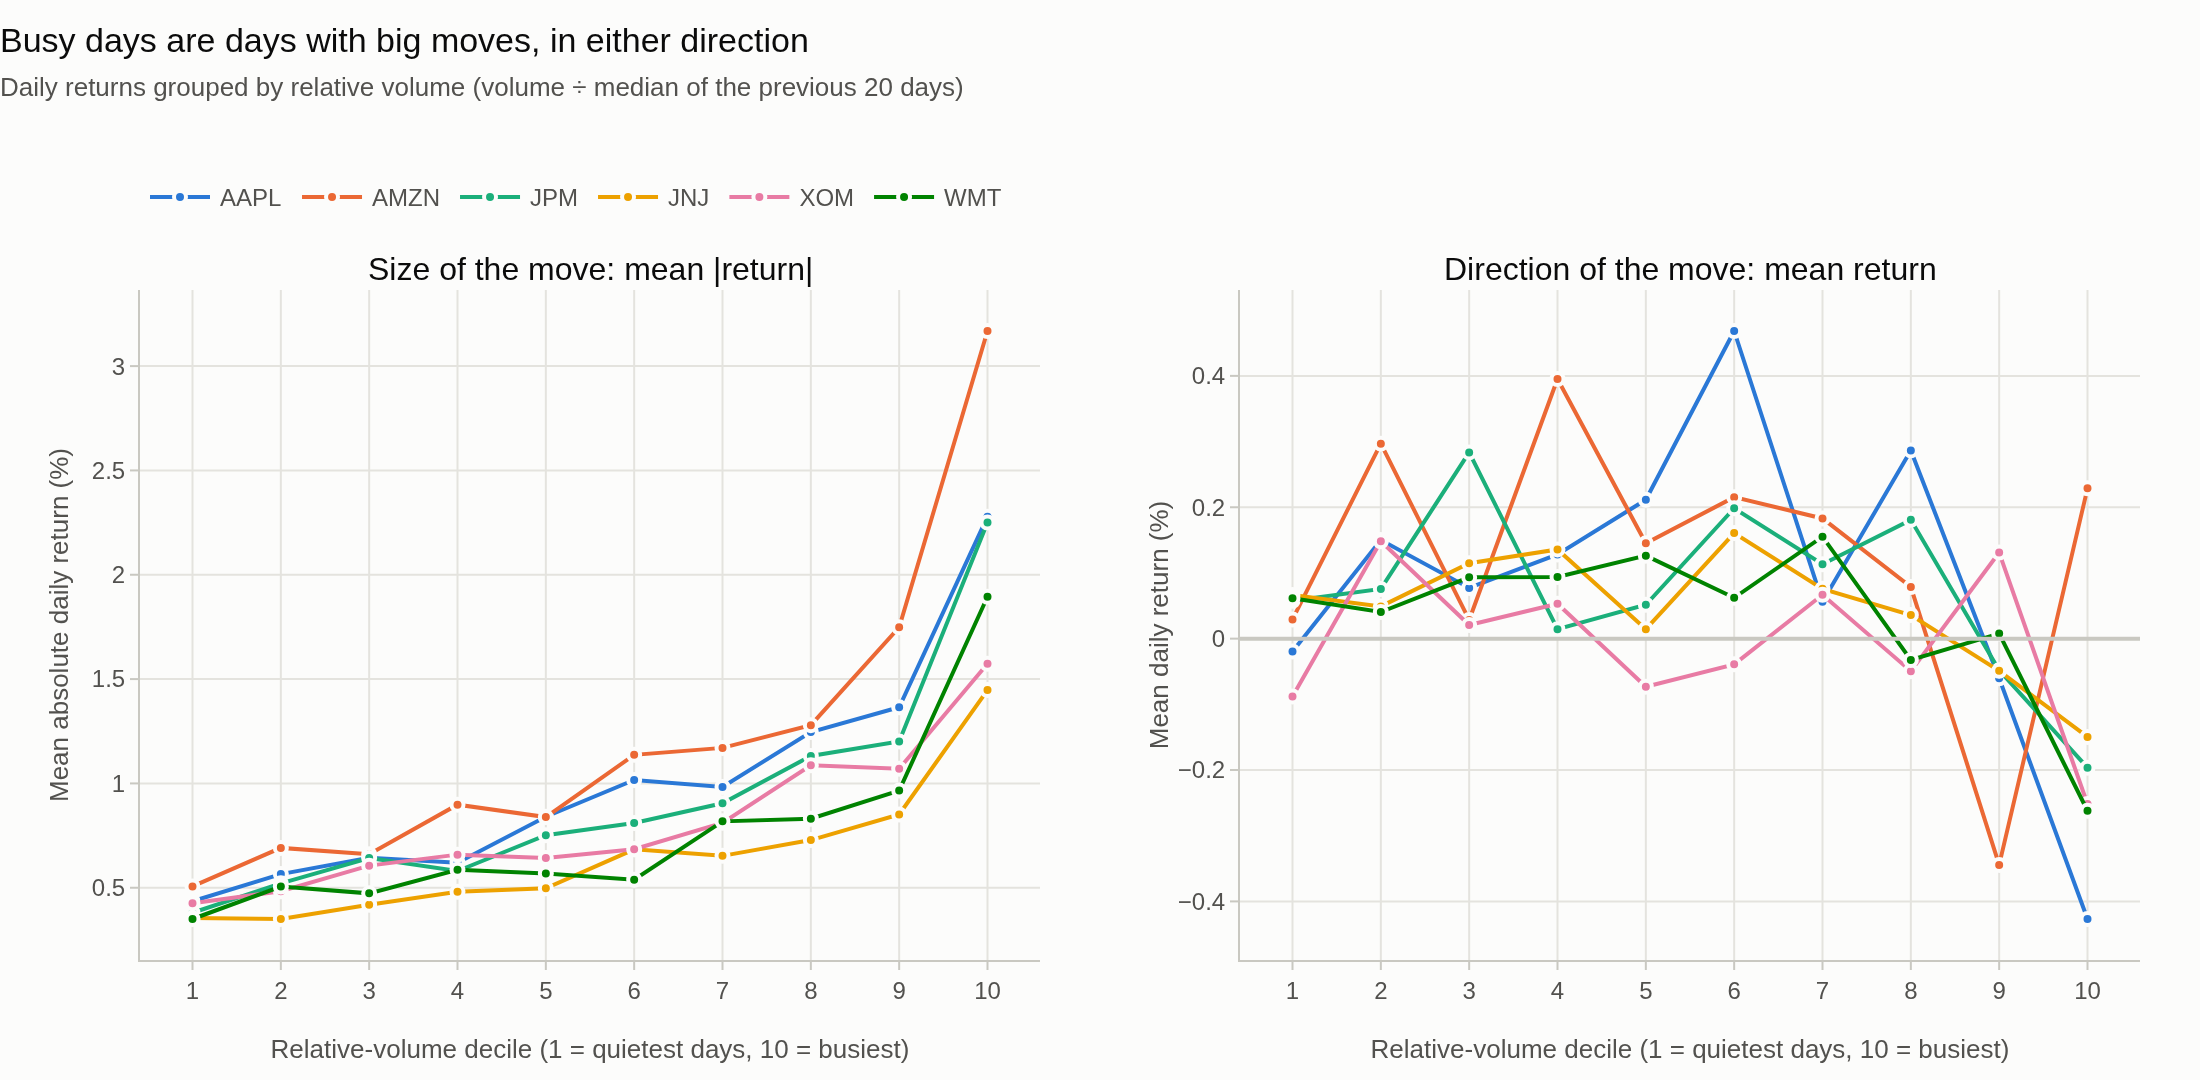 Busy days are days with big moves, in either direction
Daily returns grouped by relative volume (volume ÷ median of the previous 20 days)
AAPL AMZN JPM JNJ XOM WMT
Size of the move: mean |return|
Mean absolute daily return (%)
3
2.5
2
1.5
1
0.5
1 2 3 4 5 6 7 8 9 10
Relative-volume decile (1 = quietest days, 10 = busiest)
Direction of the move: mean return
Mean daily return (%)
0.4
0.2
0
−0.2
−0.4
1 2 3 4 5 6 7 8 9 10
Relative-volume decile (1 = quietest days, 10 = busiest)